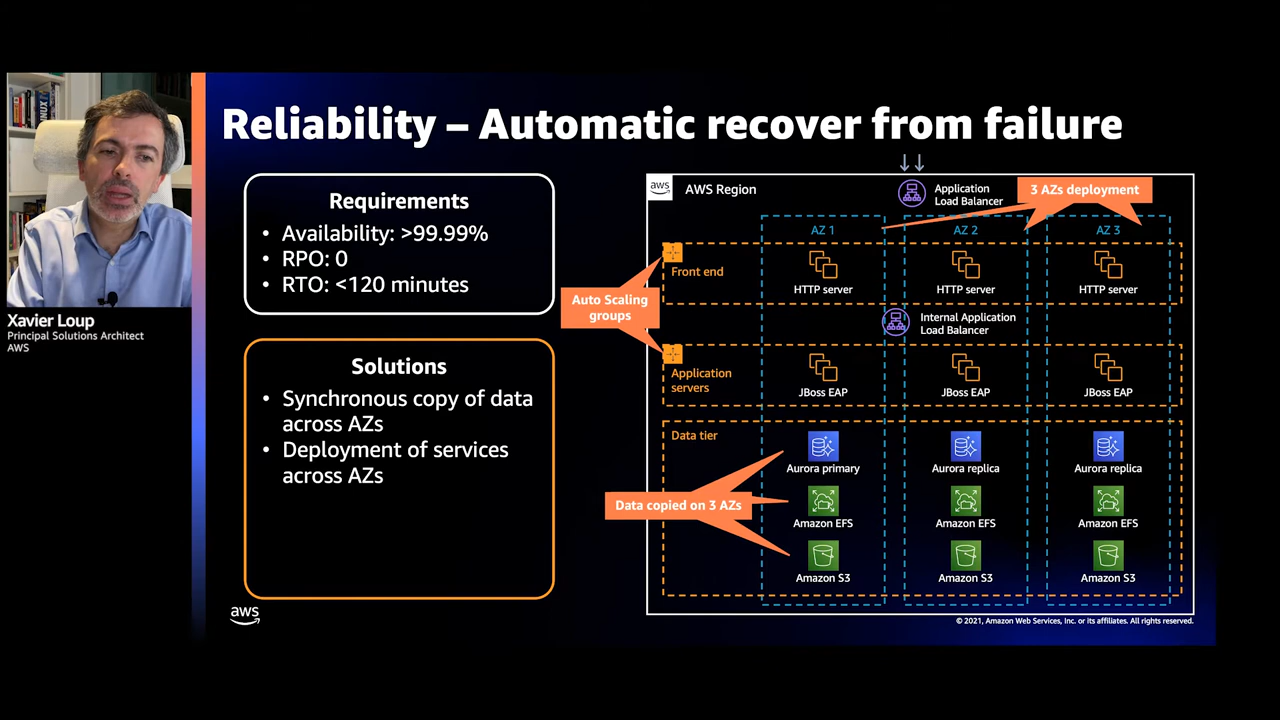 Reliability – Automatic recover from failure
Xavier Loup
Principal Solutions Architect
AWS
Requirements
• Availability: >99.99%
• RPO: 0
• RTO: <120 minutes
Solutions
• Synchronous copy of data
across AZs
• Deployment of services
across AZs
aws
aws
AWS Region
Application
Load Balancer
3 AZs deployment
AZ 1
AZ 2
AZ 3
Auto Scaling
groups
Front end
HTTP server
HTTP server
HTTP server
Internal Application
Load Balancer
Application
servers
JBoss EAP
JBoss EAP
JBoss EAP
Data tier
Data copied on 3 AZs
Aurora primary
Aurora replica
Aurora replica
Amazon EFS
Amazon EFS
Amazon EFS
Amazon S3
Amazon S3
Amazon S3
© 2021, Amazon Web Services, Inc. or its affiliates. All rights reserved.